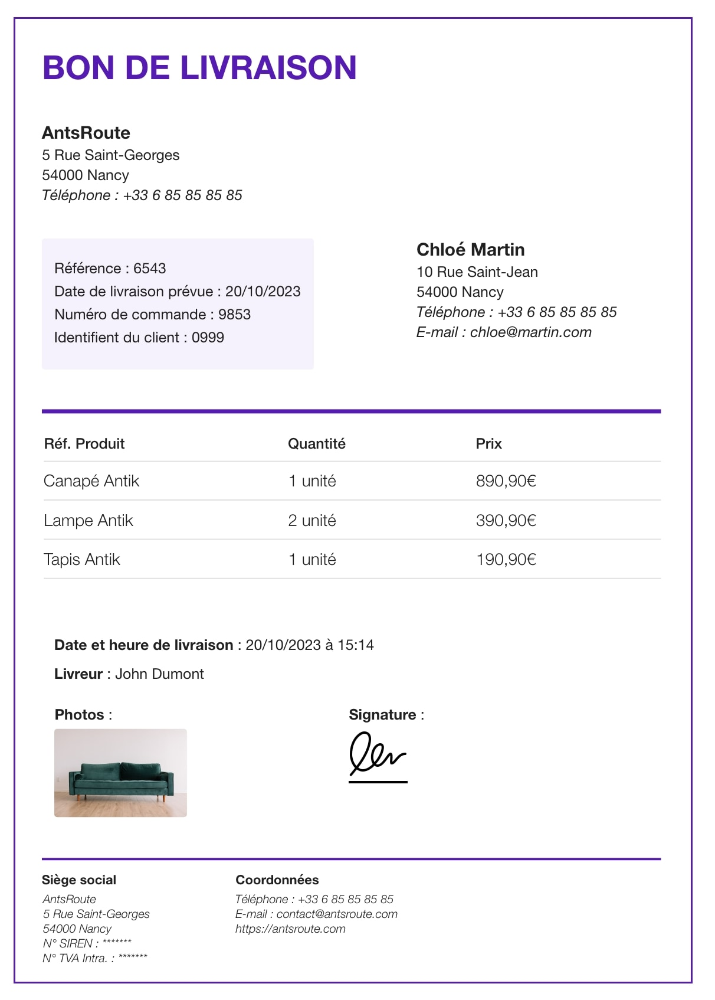 BON DE LIVRAISON
AntsRoute
5 Rue Saint-Georges
54000 Nancy
Téléphone : +33 6 85 85 85 85
Référence : 6543
Date de livraison prévue : 20/10/2023
Numéro de commande : 9853
Identifient du client : 0999
Chloé Martin
10 Rue Saint-Jean
54000 Nancy
Téléphone : +33 6 85 85 85 85
E-mail : chloe@martin.com
Réf. Produit Quantité Prix
Canapé Antik 1 unité 890,90€
Lampe Antik 2 unité 390,90€
Tapis Antik 1 unité 190,90€
Date et heure de livraison : 20/10/2023 à 15:14
Livreur : John Dumont
Photos :
Signature :
Siège social
AntsRoute
5 Rue Saint-Georges
54000 Nancy
N° SIREN : *******
N° TVA Intra. : *******
Coordonnées
Téléphone : +33 6 85 85 85 85
E-mail : contact@antsroute.com
https://antsroute.com